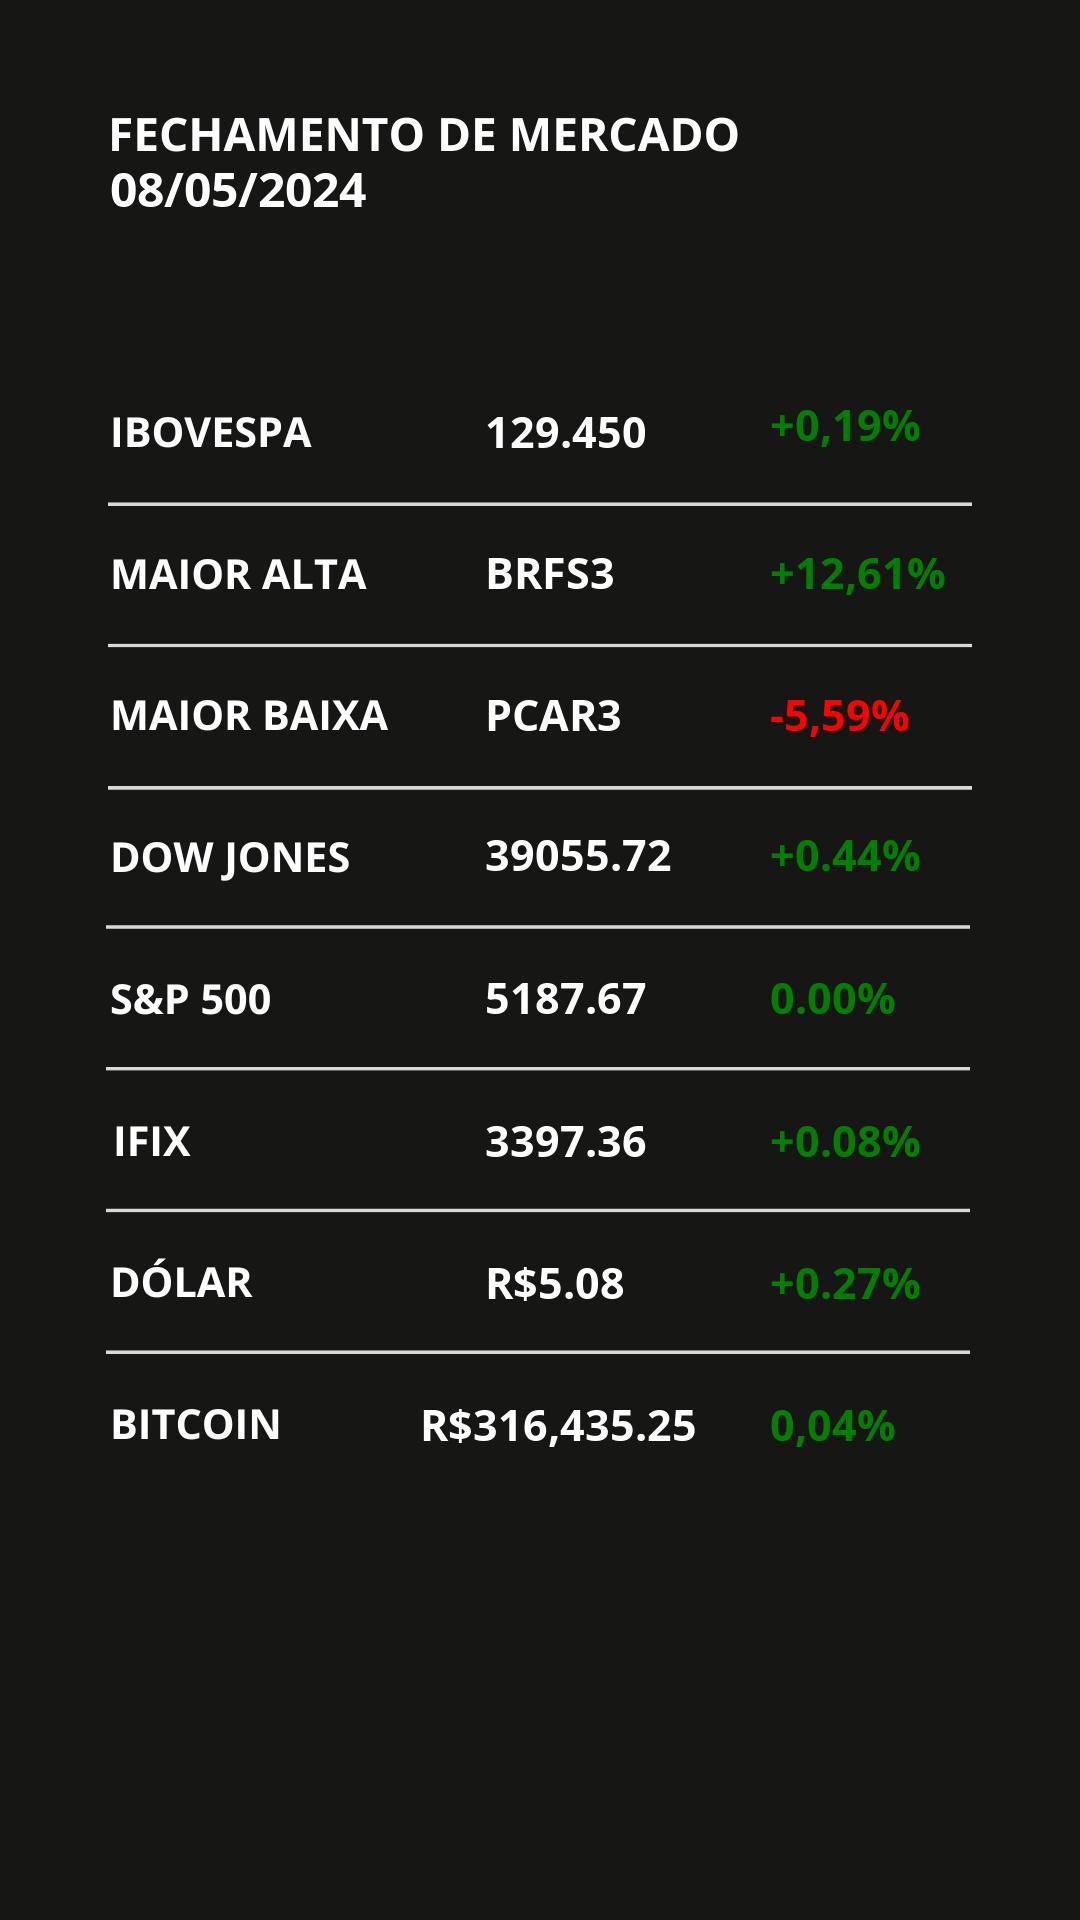 FECHAMENTO DE MERCADO
08/05/2024
IBOVESPA 129.450 +0,19%
MAIOR ALTA BRFS3 +12,61%
MAIOR BAIXA PCAR3 -5,59%
DOW JONES 39055.72 +0.44%
S&P 500 5187.67 0.00%
IFIX 3397.36 +0.08%
DÓLAR R$5.08 +0.27%
BITCOIN R$316,435.25 0,04%